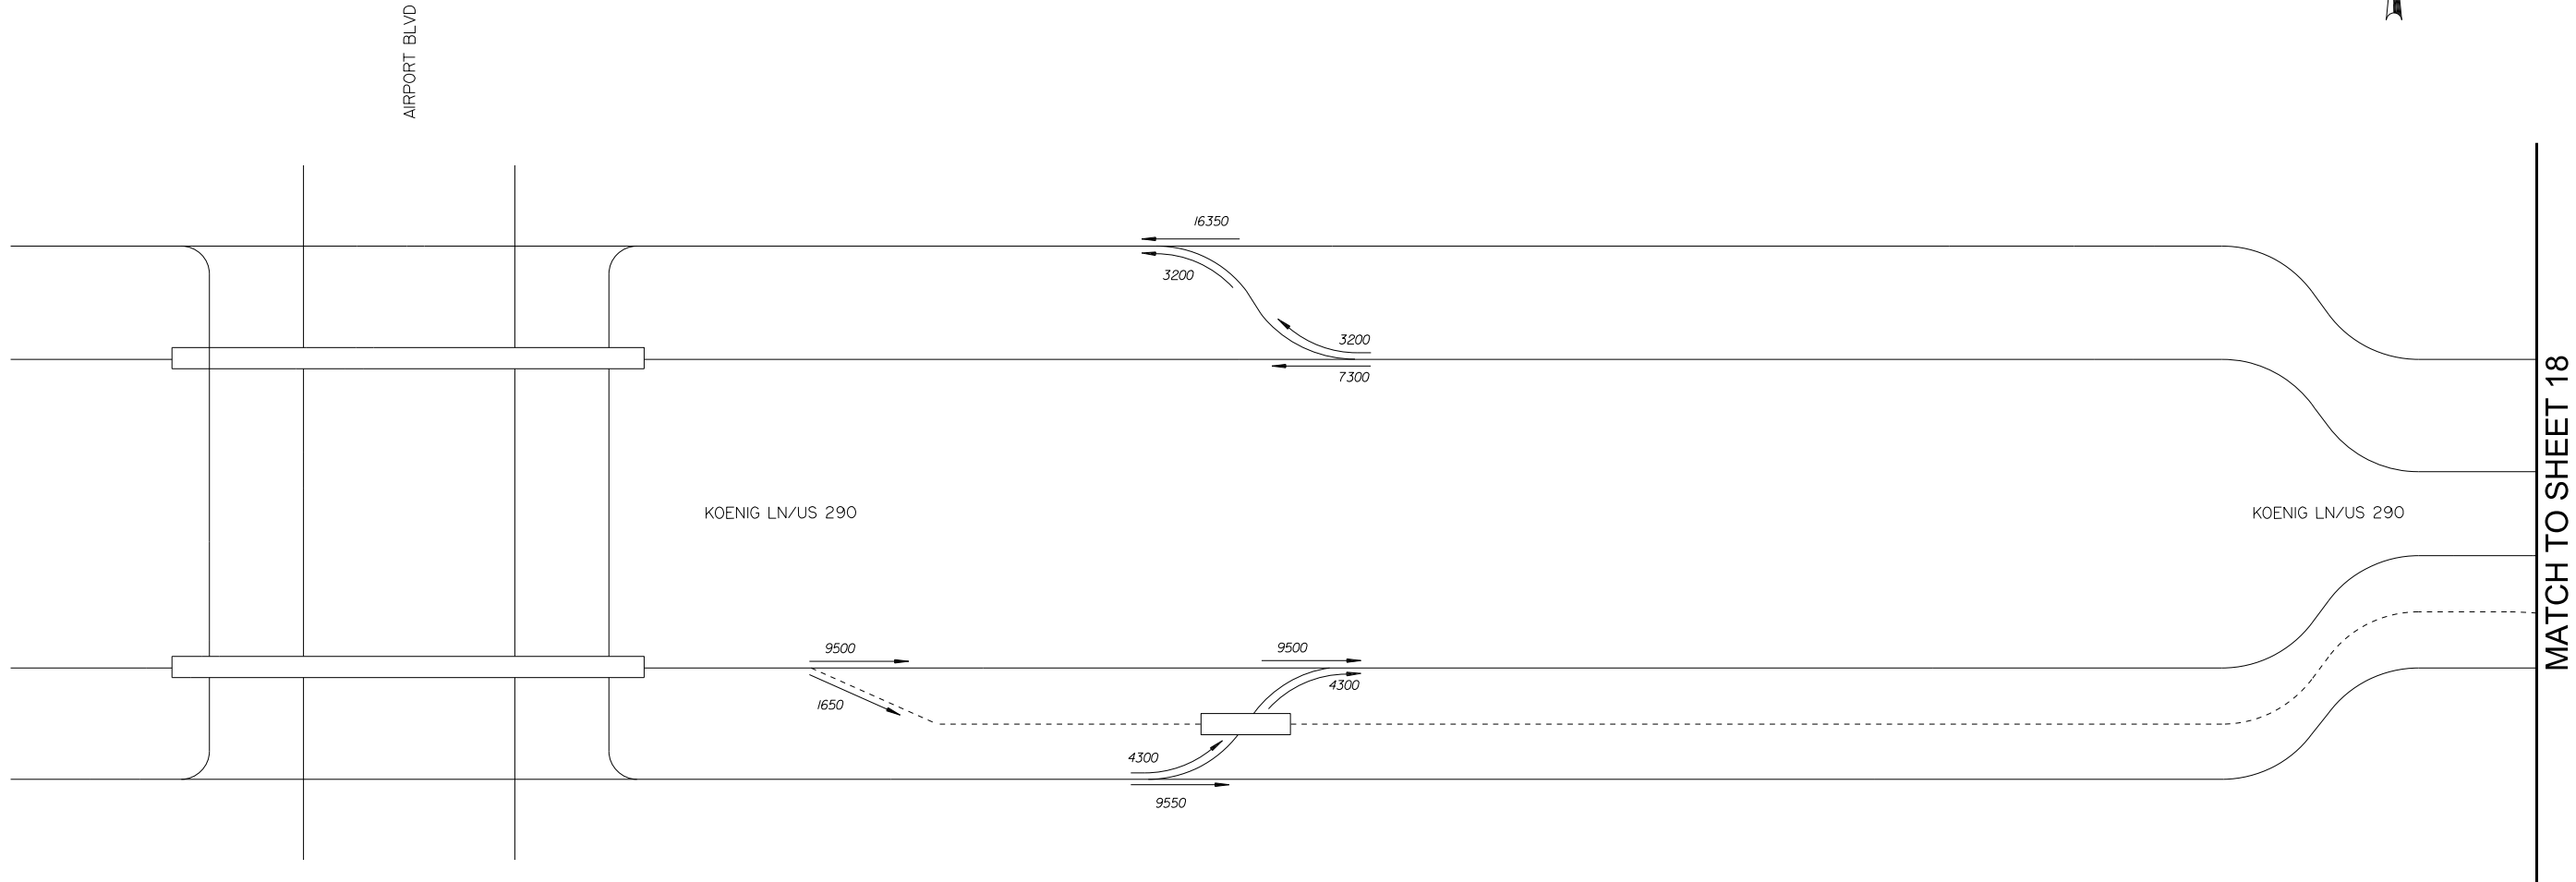 AIRPORT BLVD
16350
3200
3200
7300
KOENIG LN/US 290
KOENIG LN/US 290
MATCH TO SHEET 18
9500
9500
1650
4300
4300
9550